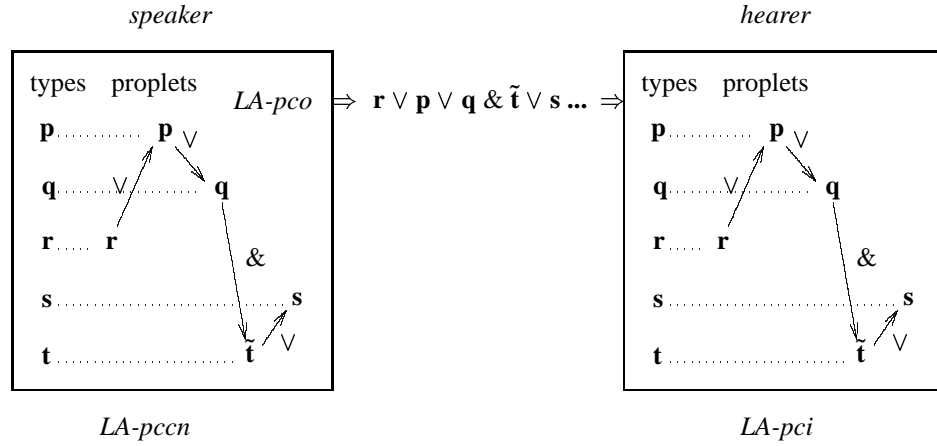 speaker hearer
types proplets
LA-pco ⇒ r ∨ p ∨ q & t̃ ∨ s ... ⇒
types proplets
p p ∨
q ∨ q
r r
&
s s
t t̃ ∨
p p ∨
q ∨ q
r r
&
s s
t t̃ ∨
LA-pccn LA-pci